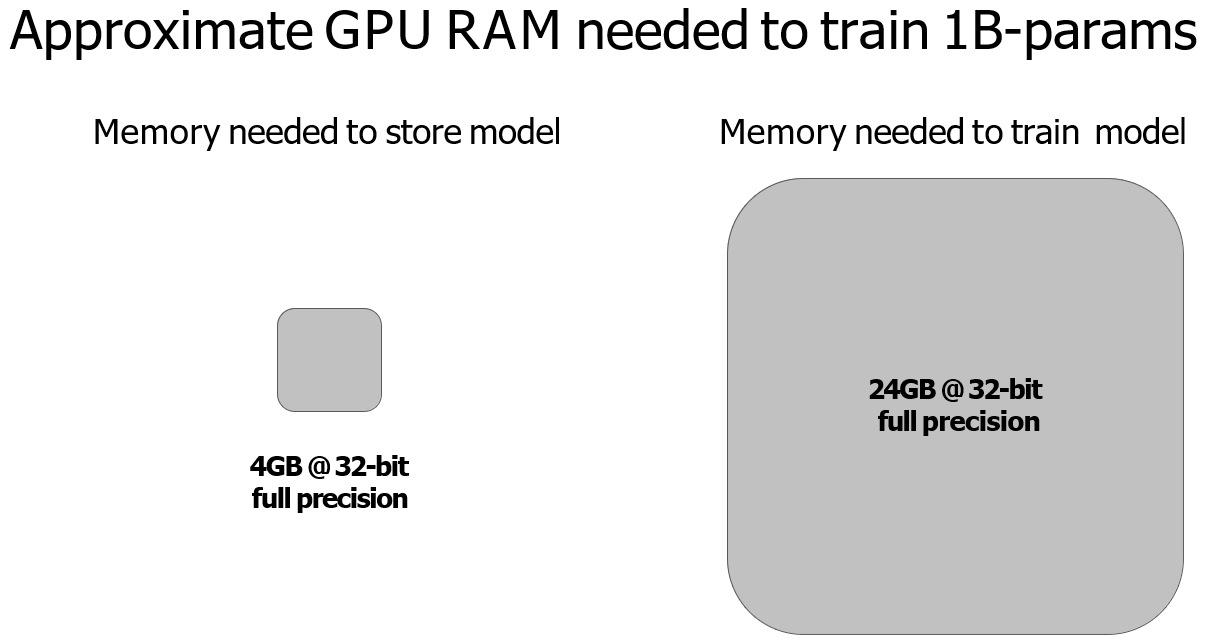 Approximate GPU RAM needed to train 1B-params
Memory needed to store model
Memory needed to train model
4GB @ 32-bit
full precision
24GB @ 32-bit
full precision